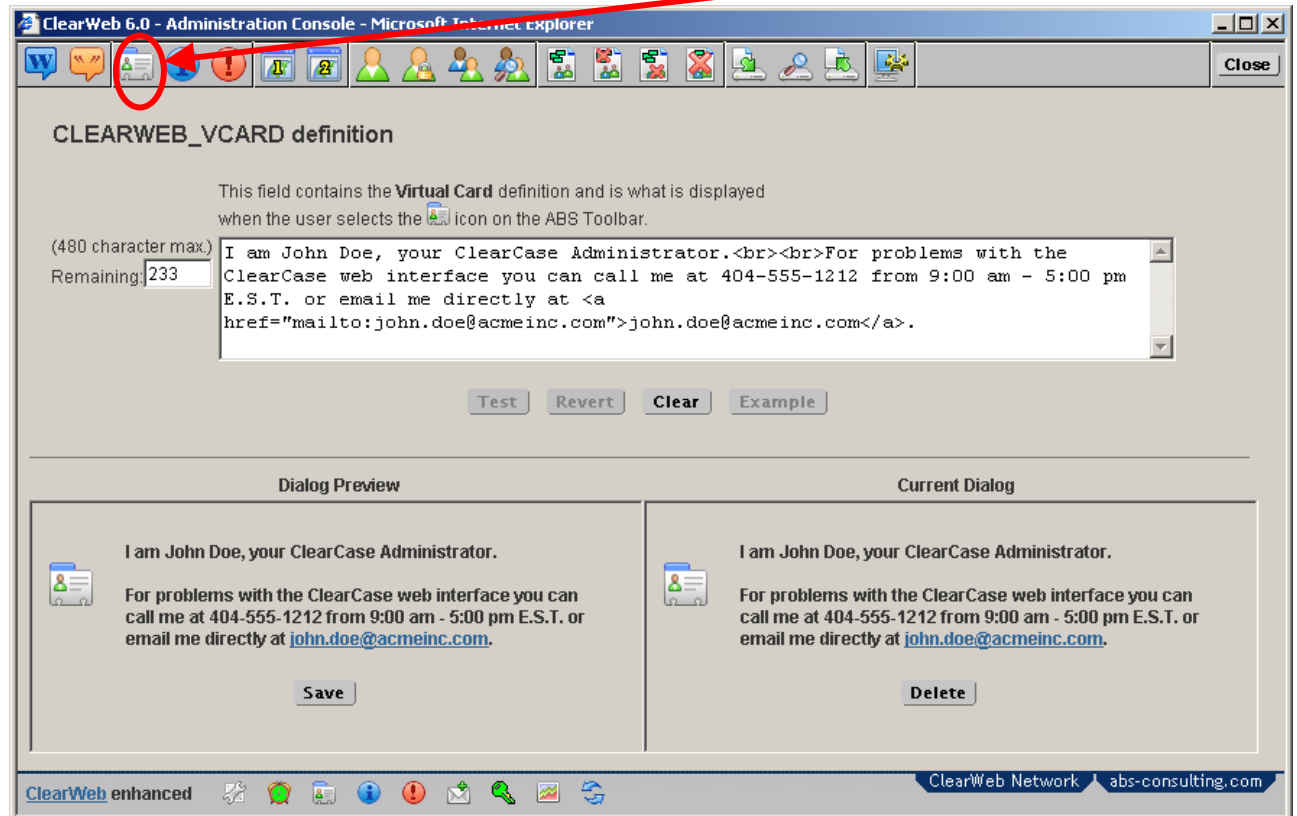 ClearWeb 6.0 - Administration Console - Microsoft Internet Explorer
W " " i ! 1 2 Close
CLEARWEB_VCARD definition
This field contains the Virtual Card definition and is what is displayed
when the user selects the icon on the ABS Toolbar.
(480 character max.)
Remaining: 233
I am John Doe, your ClearCase Administrator.<br><br>For problems with the
ClearCase web interface you can call me at 404-555-1212 from 9:00 am - 5:00 pm
E.S.T. or email me directly at <a
href="mailto:john.doe@acmeinc.com">john.doe@acmeinc.com</a>.
Test Revert Clear Example
Dialog Preview
I am John Doe, your ClearCase Administrator.
For problems with the ClearCase web interface you can
call me at 404-555-1212 from 9:00 am - 5:00 pm E.S.T. or
email me directly at john.doe@acmeinc.com.
Save
Current Dialog
I am John Doe, your ClearCase Administrator.
For problems with the ClearCase web interface you can
call me at 404-555-1212 from 9:00 am - 5:00 pm E.S.T. or
email me directly at john.doe@acmeinc.com.
Delete
ClearWeb enhanced i ! ClearWeb Network abs-consulting.com